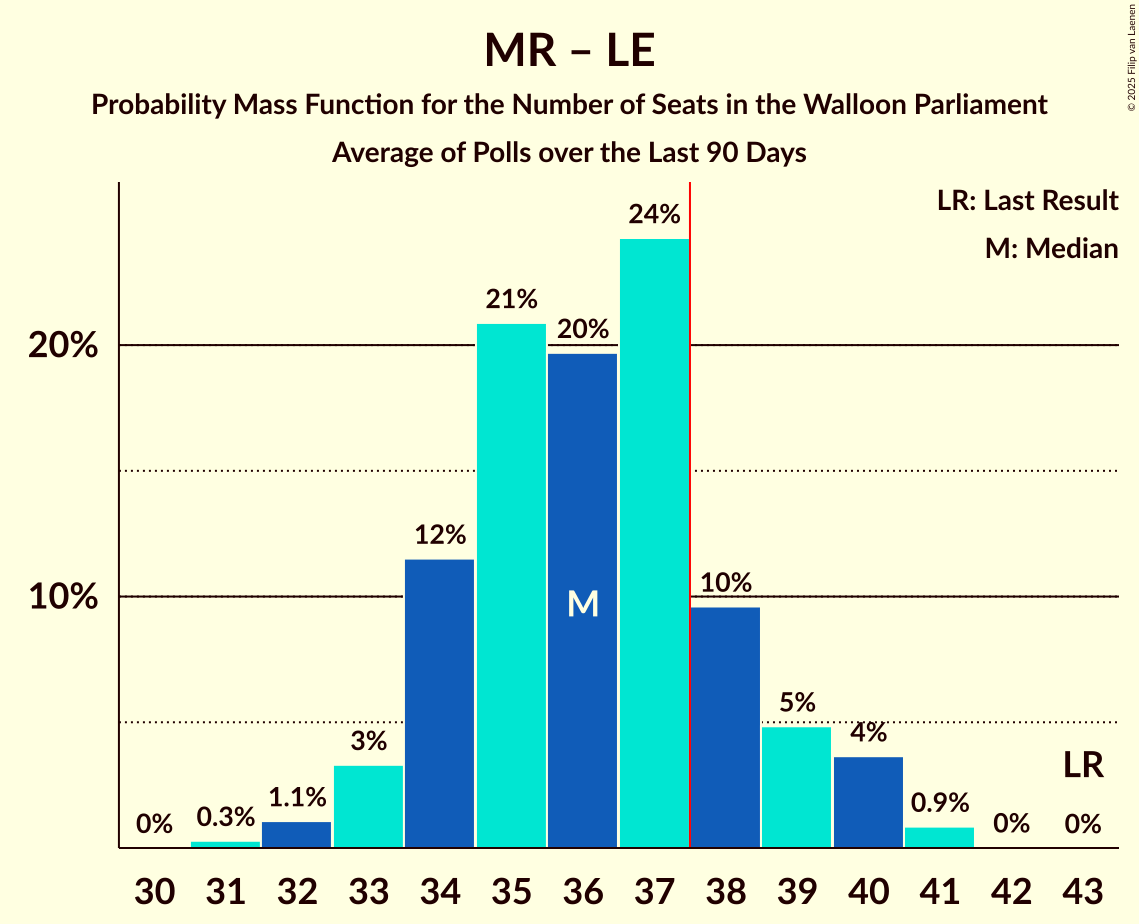 MR – LE
Probability Mass Function for the Number of Seats in the Walloon Parliament
Average of Polls over the Last 90 Days
© 2025 Filip van Laenen
LR: Last Result
M: Median
24%
21%
20%
20%
12%
10%
10%
M
5%
4%
3%
LR
1.1%
0.9%
0.3%
0%
0%
0%
30 31 32 33 34 35 36 37 38 39 40 41 42 43